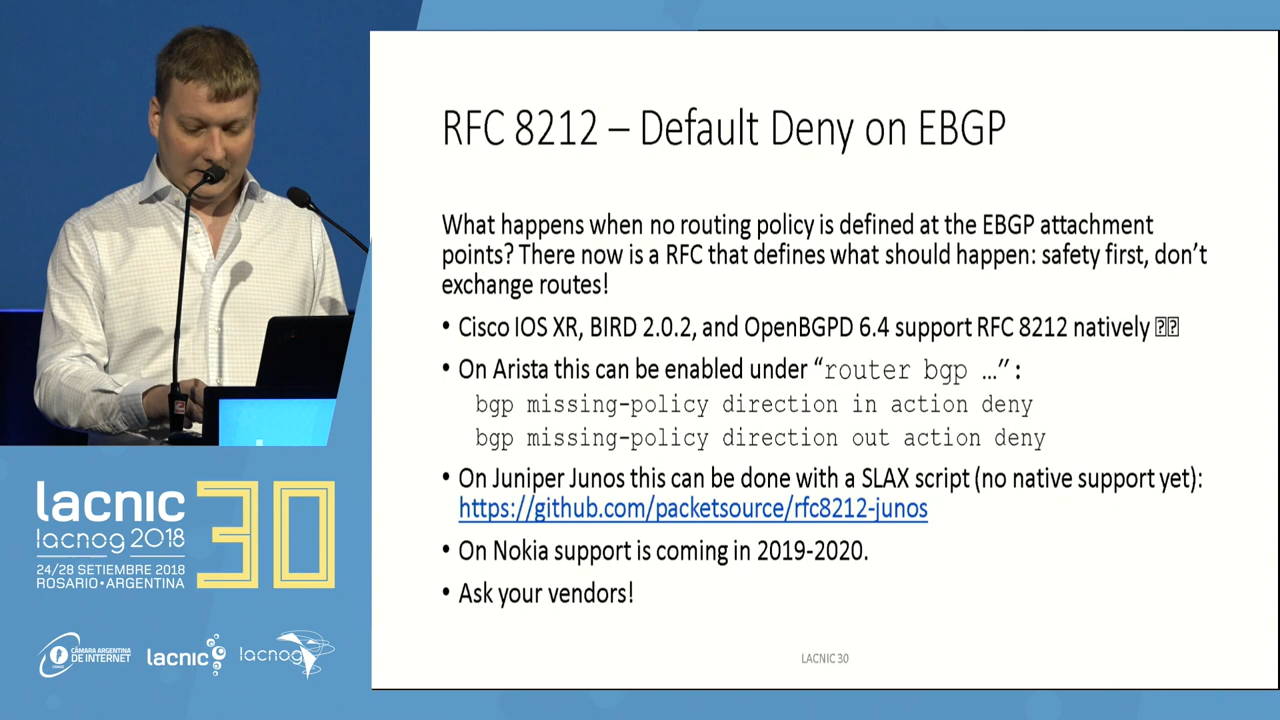 RFC 8212 – Default Deny on EBGP
What happens when no routing policy is defined at the EBGP attachment
points? There now is a RFC that defines what should happen: safety first, don’t
exchange routes!
• Cisco IOS XR, BIRD 2.0.2, and OpenBGPD 6.4 support RFC 8212 natively
• On Arista this can be enabled under “router bgp …”:
bgp missing-policy direction in action deny
bgp missing-policy direction out action deny
• On Juniper Junos this can be done with a SLAX script (no native support yet):
https://github.com/packetsource/rfc8212-junos
• On Nokia support is coming in 2019-2020.
• Ask your vendors!
LACNIC 30
lacnic 30
lacnog 2018
24/28 SETIEMBRE 2018
ROSARIO•ARGENTINA
CÁMARA ARGENTINA
DE INTERNET
lacnic
lacnog